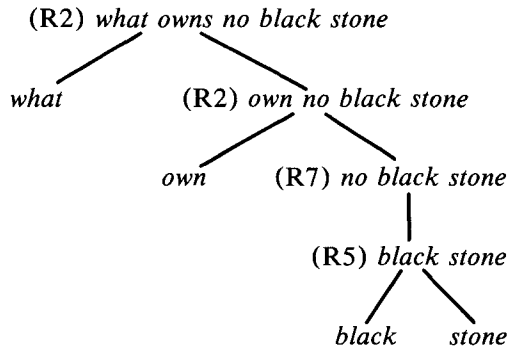 (R2) what owns no black stone
what (R2) own no black stone
own (R7) no black stone
(R5) black stone
black stone